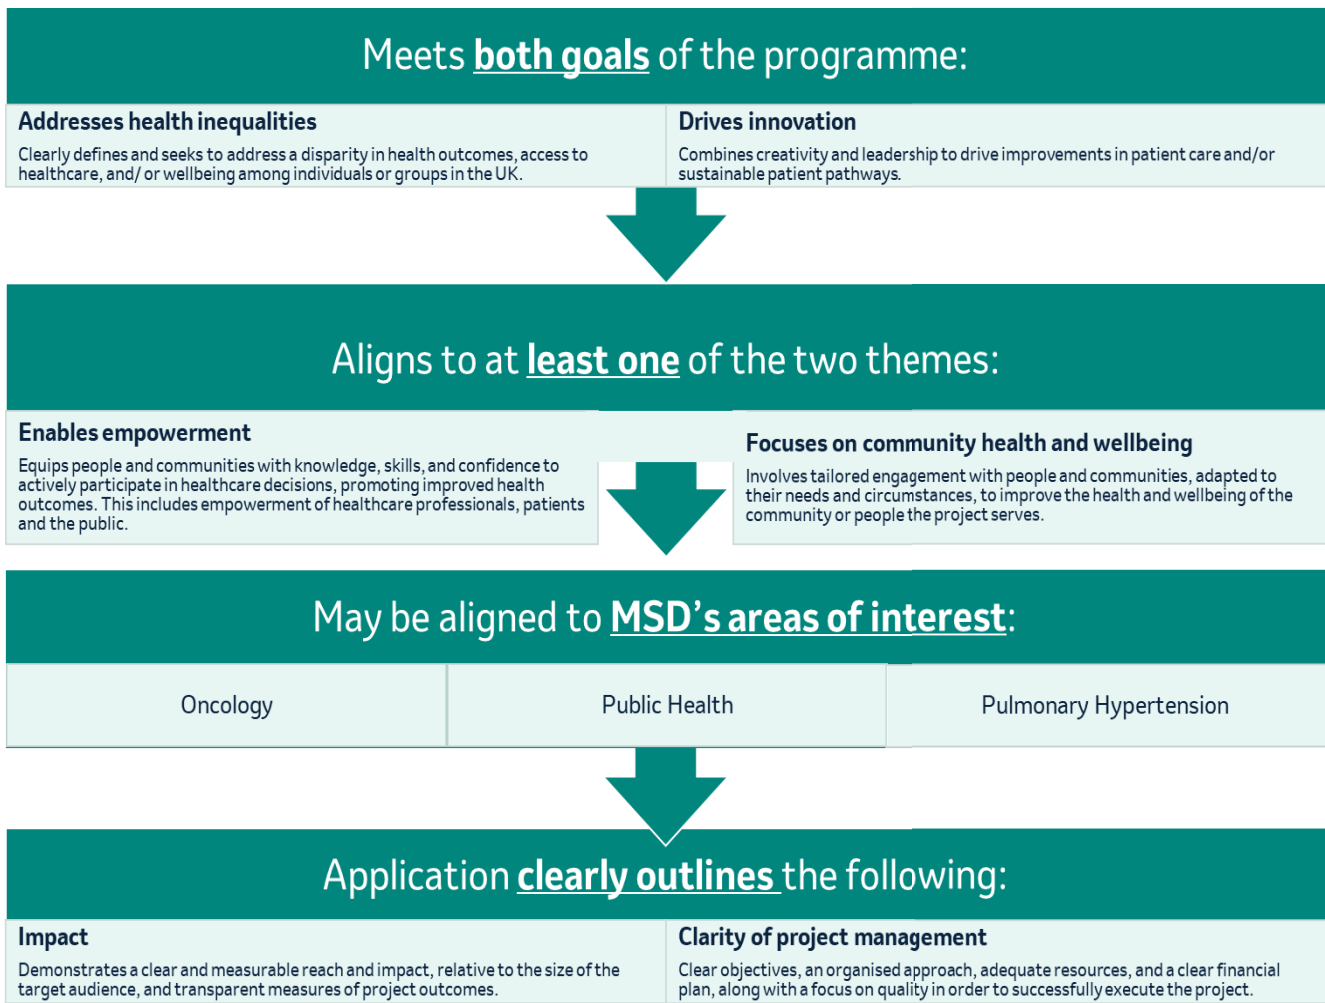 Meets both goals of the programme:
Addresses health inequalities
Clearly defines and seeks to address a disparity in health outcomes, access to
healthcare, and/ or wellbeing among individuals or groups in the UK.
Drives innovation
Combines creativity and leadership to drive improvements in patient care and/or
sustainable patient pathways.
Aligns to at least one of the two themes:
Enables empowerment
Equips people and communities with knowledge, skills, and confidence to
actively participate in healthcare decisions, promoting improved health
outcomes. This includes empowerment of healthcare professionals, patients
and the public.
Focuses on community health and wellbeing
Involves tailored engagement with people and communities, adapted to
their needs and circumstances, to improve the health and wellbeing of the
community or people the project serves.
May be aligned to MSD's areas of interest:
Oncology
Public Health
Pulmonary Hypertension
Application clearly outlines the following:
Impact
Demonstrates a clear and measurable reach and impact, relative to the size of the
target audience, and transparent measures of project outcomes.
Clarity of project management
Clear objectives, an organised approach, adequate resources, and a clear financial
plan, along with a focus on quality in order to successfully execute the project.